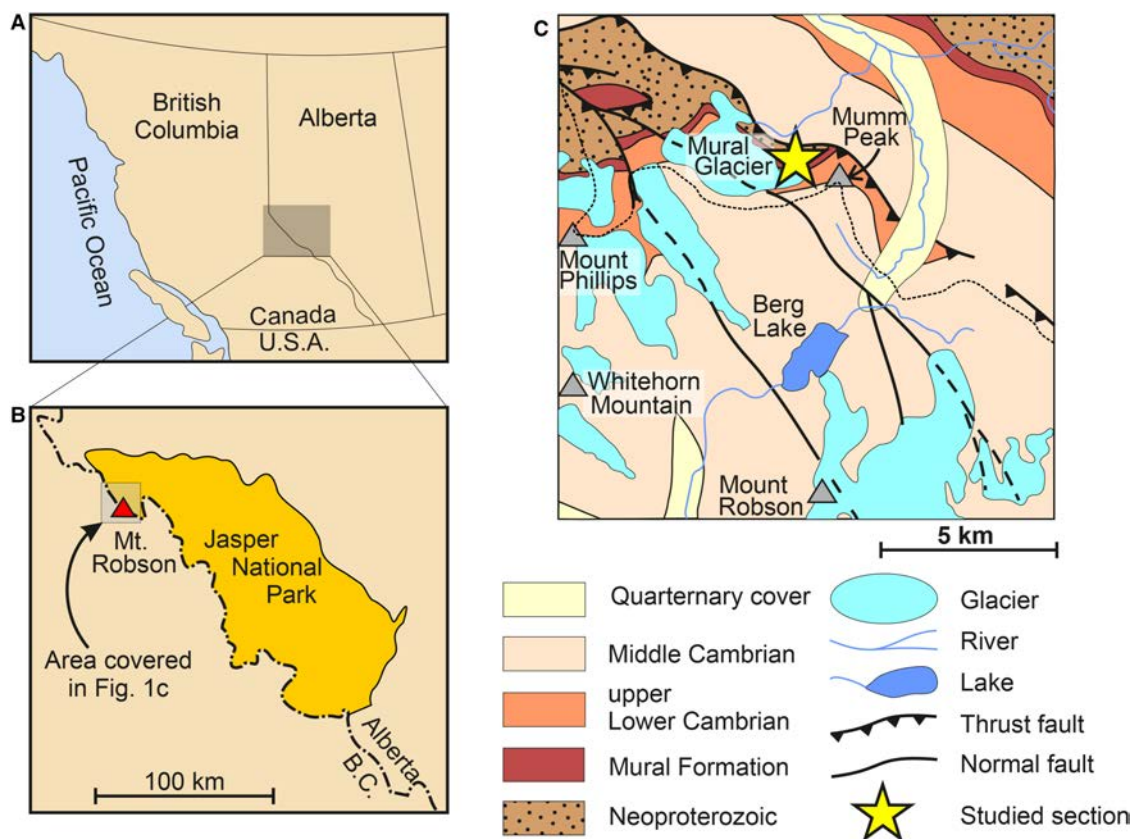 A
British
Columbia
Alberta
Pacific Ocean
Canada
U.S.A.
B
Mt.
Robson
Jasper
National
Park
Area covered
in Fig. 1c
100 km
Alberta
B.C.
C
Mural
Glacier
Mumm
Peak
Mount
Phillips
Berg
Lake
Whitehorn
Mountain
Mount
Robson
5 km
Quarternary cover
Middle Cambrian
upper
Lower Cambrian
Mural Formation
Neoproterozoic
Glacier
River
Lake
Thrust fault
Normal fault
Studied section